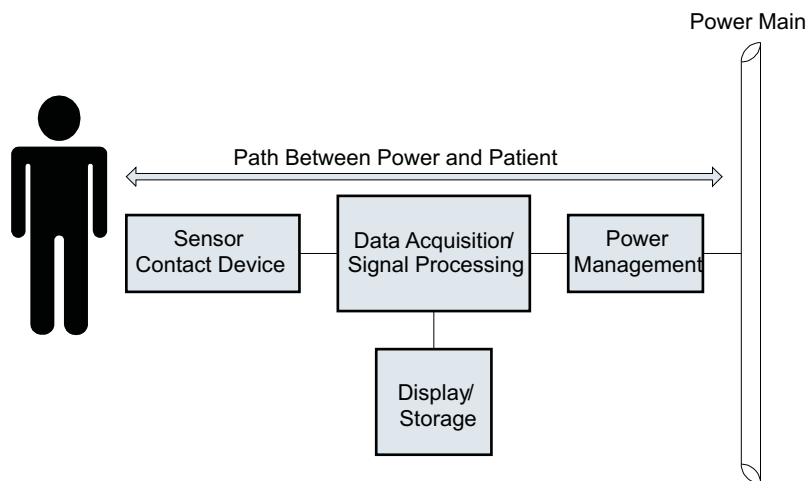 Power Main
Path Between Power and Patient
Sensor
Contact Device
Data Acquisition/
Signal Processing
Power
Management
Display/
Storage